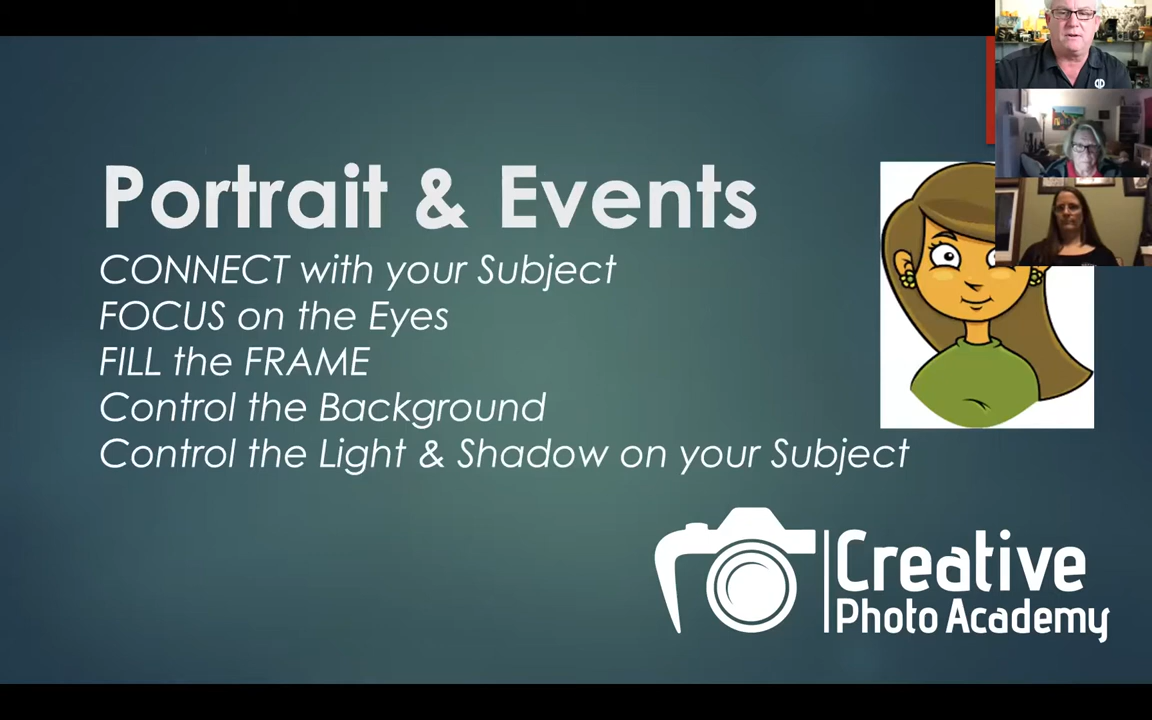 Portrait & Events
CONNECT with your Subject
FOCUS on the Eyes
FILL the FRAME
Control the Background
Control the Light & Shadow on your Subject
Creative
Photo Academy